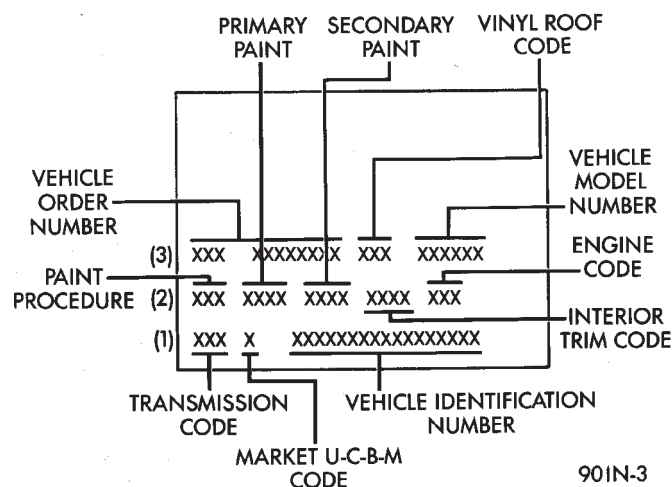 PRIMARY PAINT
SECONDARY PAINT
VINYL ROOF CODE
VEHICLE ORDER NUMBER
VEHICLE MODEL NUMBER
(3) XXX XXXXXXXX XXX XXXXXX
ENGINE CODE
PAINT PROCEDURE
(2) XXX XXXX XXXX XXXX XXX
INTERIOR TRIM CODE
(1) XXX X XXXXXXXXXXXXXXXXX
TRANSMISSION CODE
VEHICLE IDENTIFICATION NUMBER
MARKET U-C-B-M CODE
901N-3